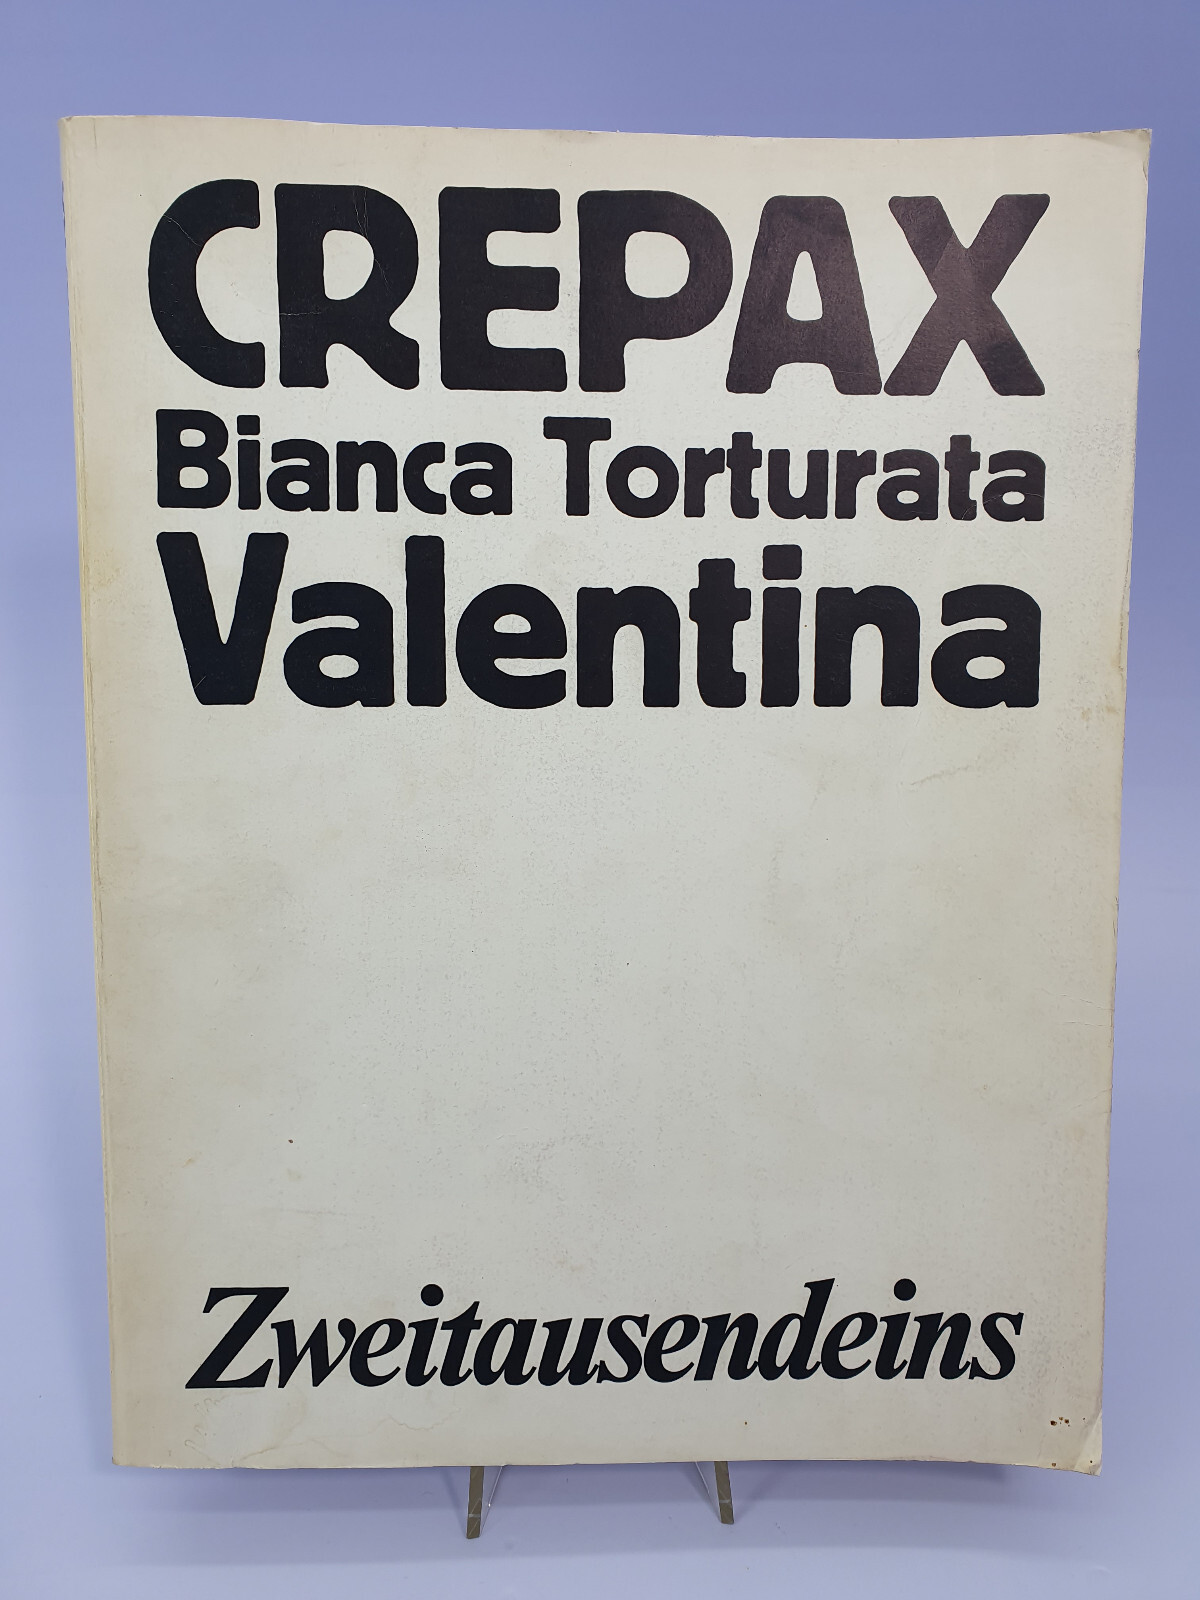 CREPAX
Bianca Torturata
Valentina
Zweitausendeins